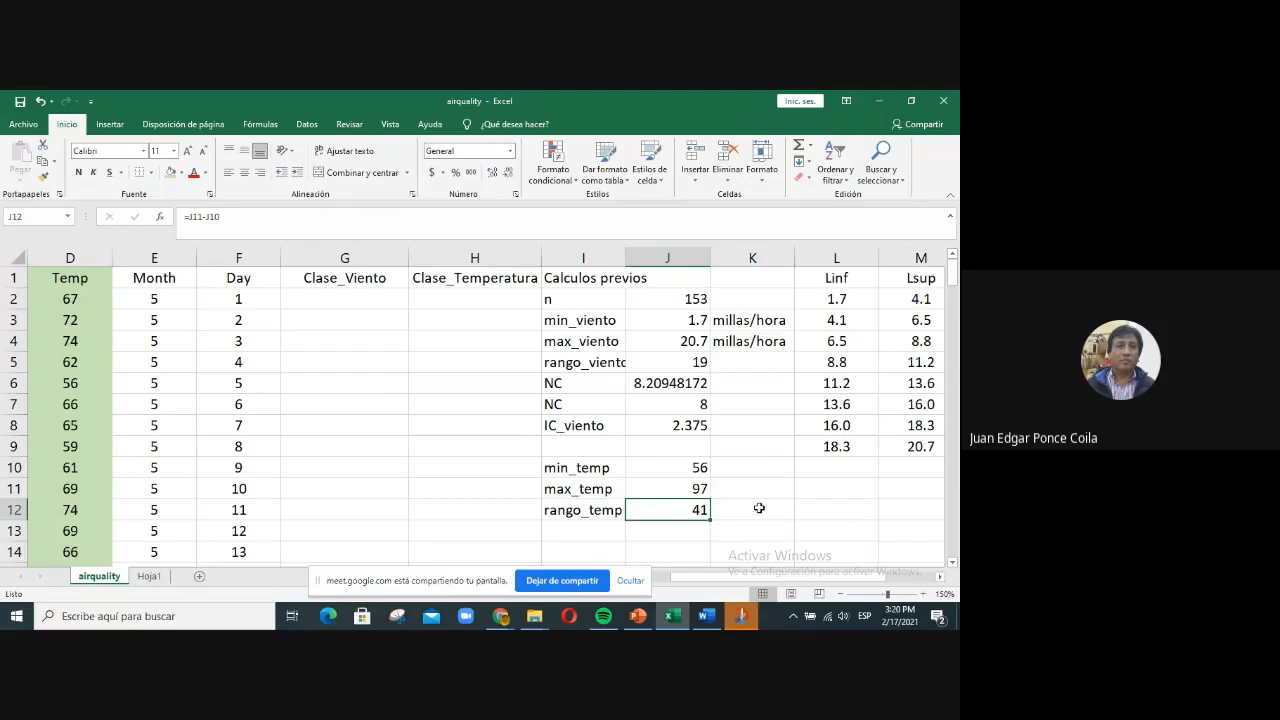 airquality - Excel
Inic. ses.
Archivo Inicio Insertar Disposición de página Fórmulas Datos Revisar Vista Ayuda ¿Qué desea hacer? Compartir
Pegar
Calibri 11
N K S
Ajustar texto
Combinar y centrar
General
$ % 000
Formato condicional
Dar formato como tabla
Estilos de celda
Insertar Eliminar Formato
Ordenar y filtrar
Buscar y seleccionar
Portapapeles Fuente Alineación Número Estilos Celdas Edición
J12 fx =J11-J10
D E F G H I J K L M
1 Temp Month Day Clase_Viento Clase_Temperatura Calculos previos Linf Lsup
2 67 5 1 n 153 1.7 4.1
3 72 5 2 min_viento 1.7 millas/hora 4.1 6.5
4 74 5 3 max_viento 20.7 millas/hora 6.5 8.8
5 62 5 4 rango_viento 19 8.8 11.2
6 56 5 5 NC 8.20948172 11.2 13.6
7 66 5 6 NC 8 13.6 16.0
8 65 5 7 IC_viento 2.375 16.0 18.3
9 59 5 8 18.3 20.7
10 61 5 9 min_temp 56
11 69 5 10 max_temp 97
12 74 5 11 rango_temp 41
13 69 5 12
14 66 5 13
Activar Windows
Ve a Configuración para activar Windows.
airquality Hoja1
meet.google.com está compartiendo tu pantalla. Dejar de compartir Ocultar
Listo 150%
Escribe aquí para buscar
ESP
3:20 PM
2/17/2021
2
Juan Edgar Ponce Coila